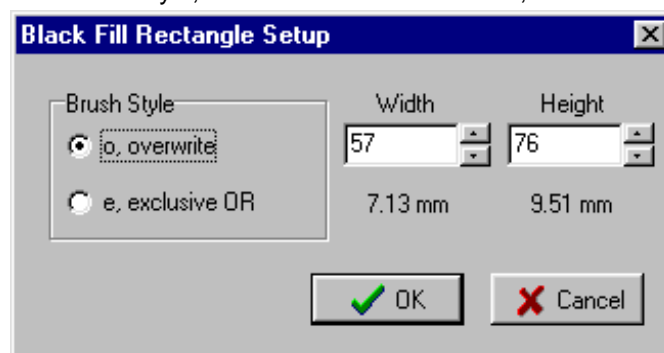 Black Fill Rectangle Setup
Brush Style
Width
Height
o, overwrite
57
76
e, exclusive OR
7.13 mm
9.51 mm
OK
Cancel